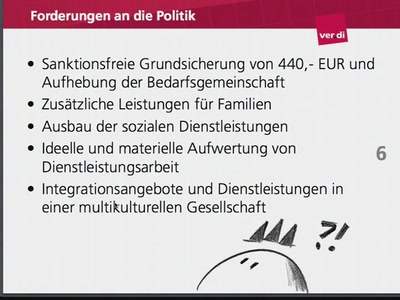 Forderungen an die Politik
ver di
• Sanktionsfreie Grundsicherung von 440,- EUR und
Aufhebung der Bedarfsgemeinschaft
• Zusätzliche Leistungen für Familien
• Ausbau der sozialen Dienstleistungen
• Ideelle und materielle Aufwertung von
Dienstleistungsarbeit
6
• Integrationsangebote und Dienstleistungen in
einer multikulturellen Gesellschaft
?!